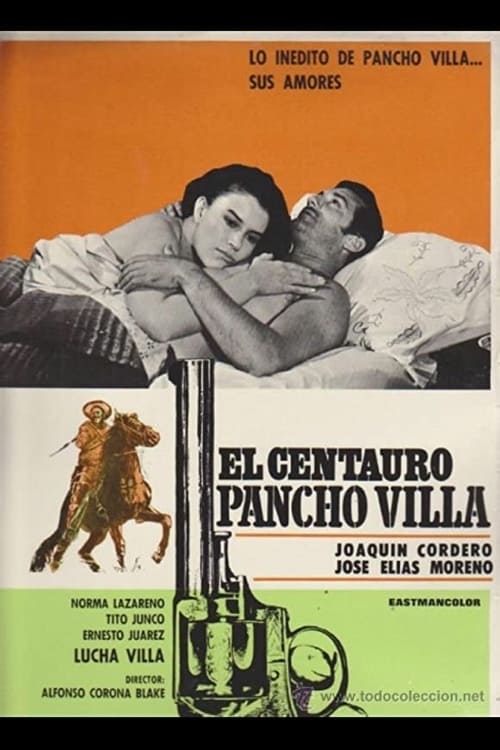 LO INEDITO DE PANCHO VILLA...
SUS AMORES
EL CENTAURO
PANCHO VILLA
JOAQUIN CORDERO
JOSE ELIAS MORENO
EASTMANCOLOR
NORMA LAZARENO
TITO JUNCO
ERNESTO JUAREZ
LUCHA VILLA
DIRECTOR:
ALFONSO CORONA BLAKE
www.todocoleccion.net